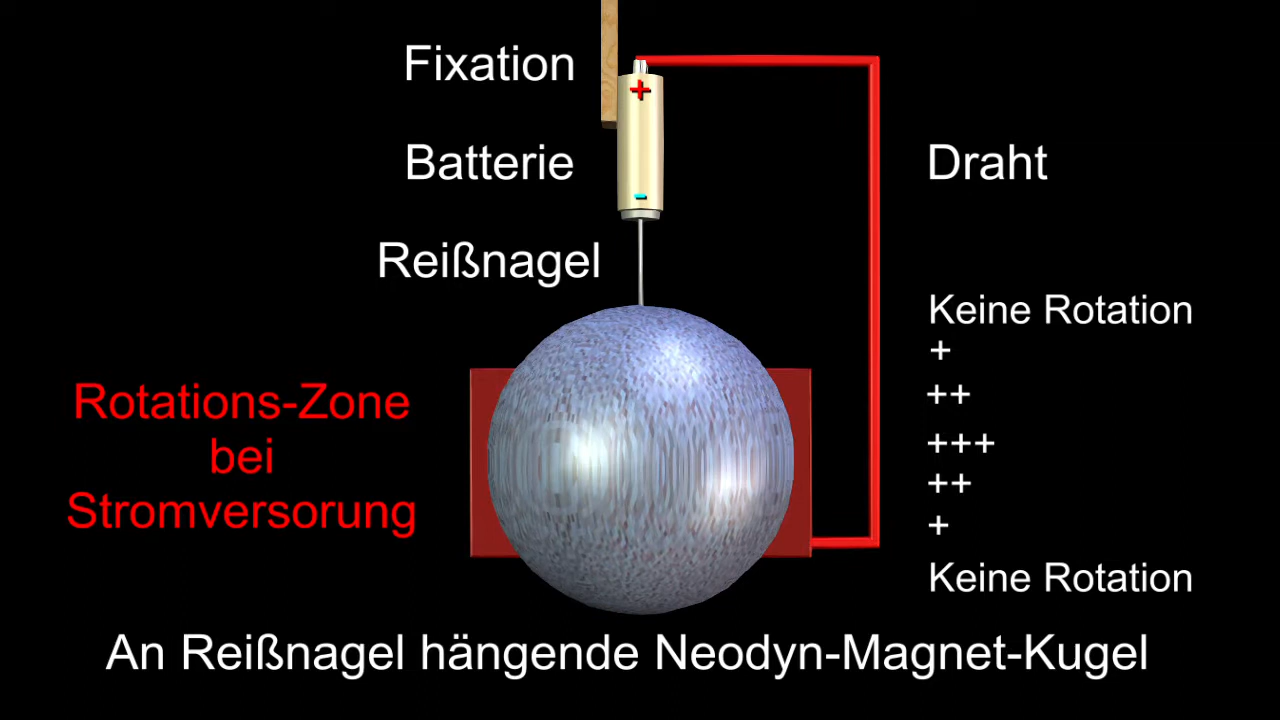 Fixation
+
Batterie
Draht
-
Reißnagel
Keine Rotation
+
++
Rotations-Zone
+++
bei
++
Stromversorung
+
Keine Rotation
An Reißnagel hängende Neodyn-Magnet-Kugel